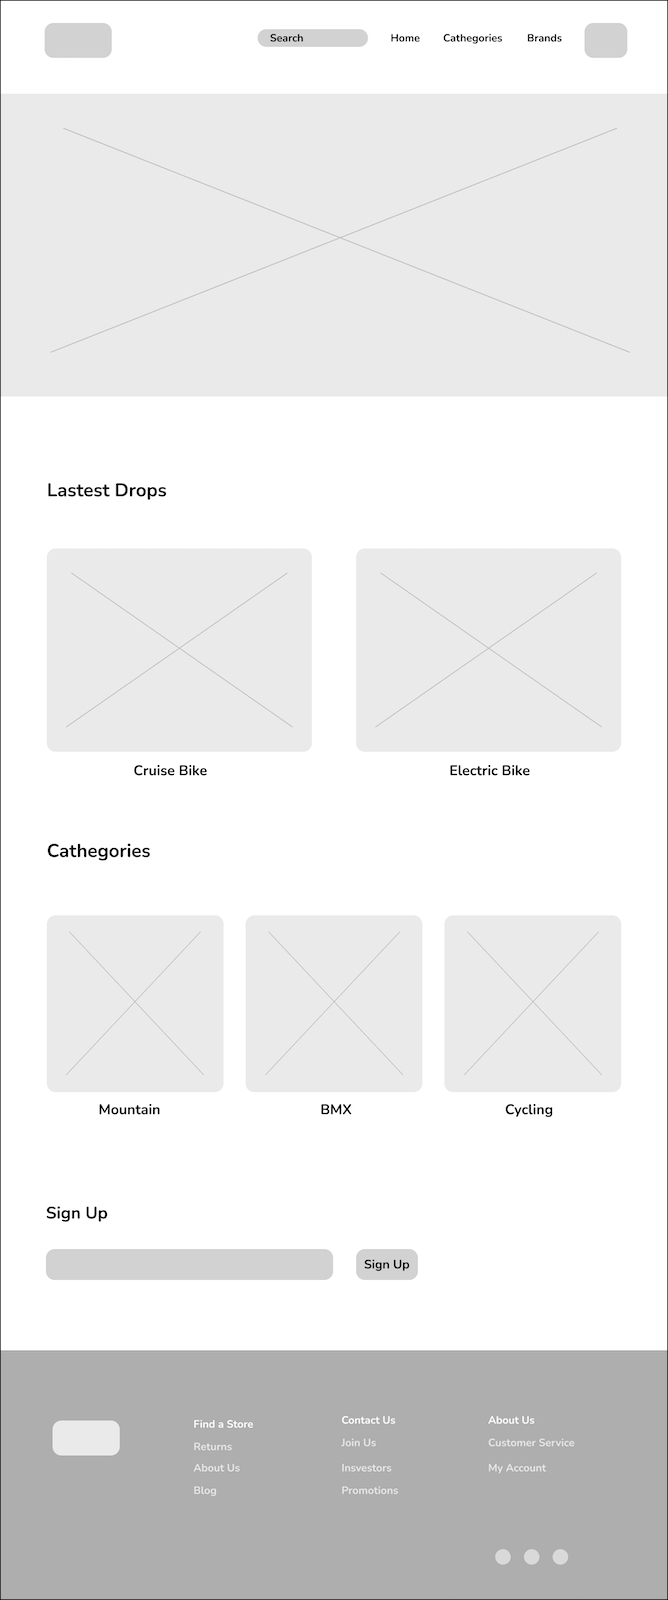 Search
Home
Cathegories
Brands
Lastest Drops
Cruise Bike
Electric Bike
Cathegories
Mountain
BMX
Cycling
Sign Up
Sign Up
Find a Store
Returns
About Us
Blog
Contact Us
Join Us
Insvestors
Promotions
About Us
Customer Service
My Account